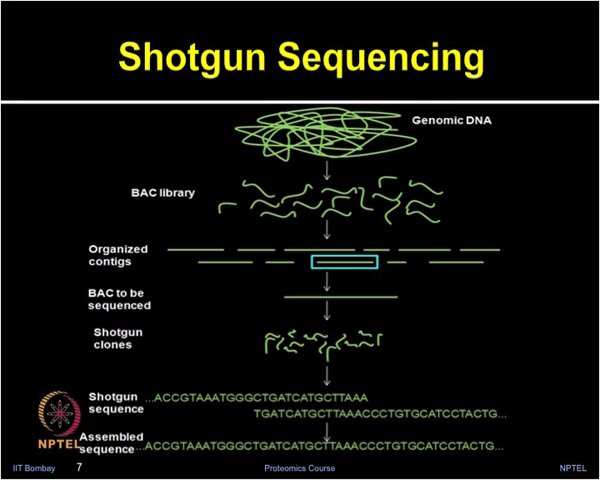 Shotgun Sequencing
Genomic DNA
BAC library
Organized
contigs
BAC to be
sequenced
Shotgun
clones
Shotgun
sequence
...ACCGTAAATGGGCTGATCATGCTTAAA
TGATCATGCTTAAACCCTGTGCATCCTACTG...
Assembled
sequence
...ACCGTAAATGGGCTGATCATGCTTAAACCCTGTGCATCCTACTG...
NPTEL
IIT Bombay 7 Proteomics Course NPTEL